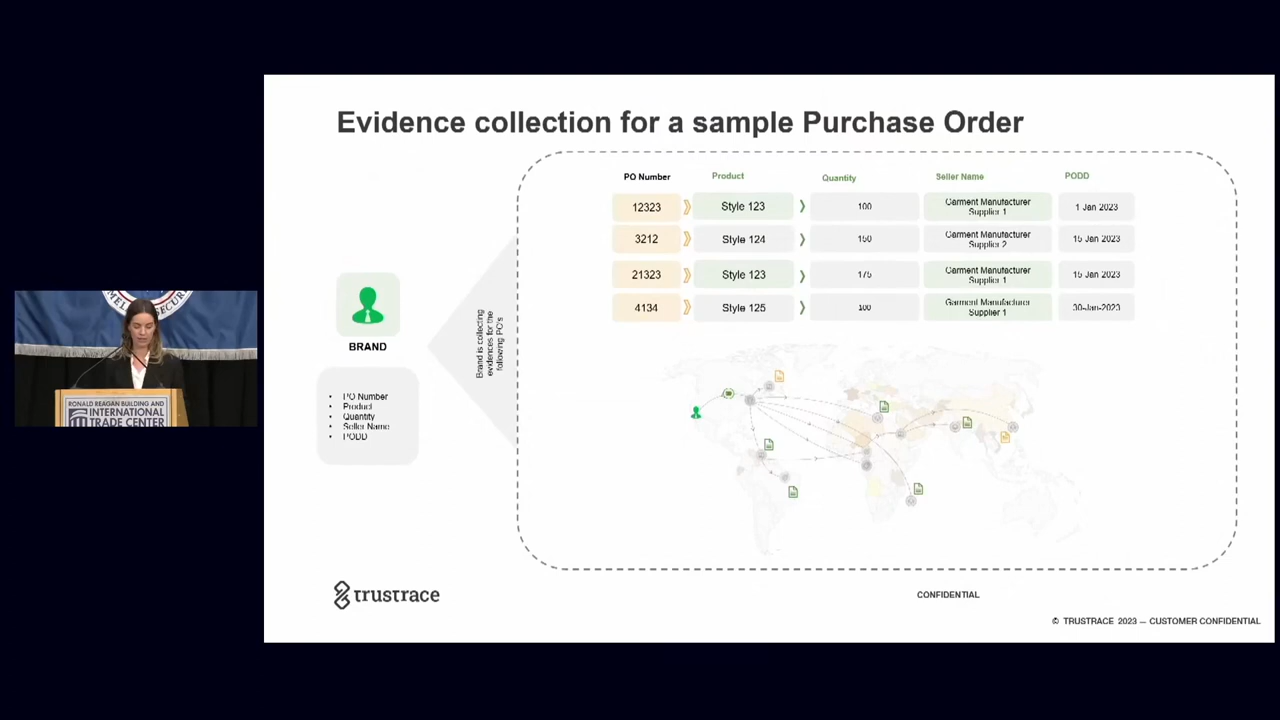 Evidence collection for a sample Purchase Order
PO Number Product Quantity Seller Name PODD
12323 Style 123 100 Garment Manufacturer Supplier 1 1 Jan 2023
3212 Style 124 150 Garment Manufacturer Supplier 2 15 Jan 2023
21323 Style 123 175 Garment Manufacturer Supplier 1 15 Jan 2023
4134 Style 125 100 Garment Manufacturer Supplier 1 30-Jan-2023
Brand is collecting
evidences for the
following PO's
BRAND
• PO Number
• Product
• Quantity
• Seller Name
• PODD
RONALD REAGAN BUILDING AND
INTERNATIONAL
TRADE CENTER
trustrace
CONFIDENTIAL
© TRUSTRACE 2023 — CUSTOMER CONFIDENTIAL